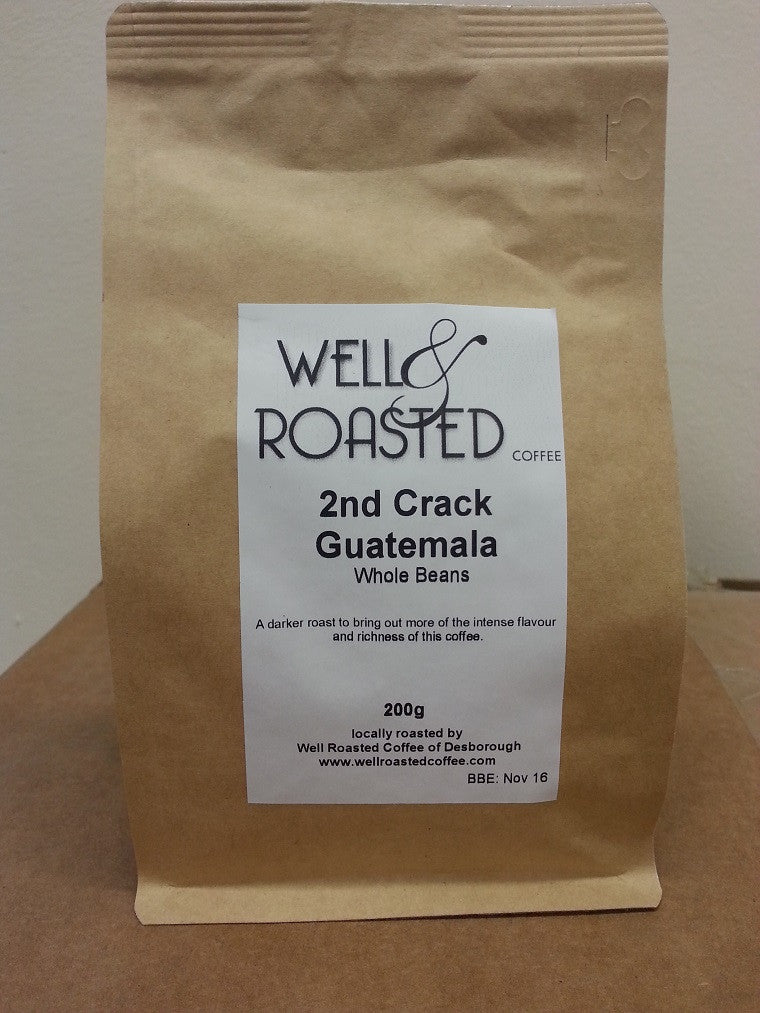 WELL &
ROASTED
COFFEE
2nd Crack
Guatemala
Whole Beans
A darker roast to bring out more of the intense flavour
and richness of this coffee.
200g
locally roasted by
Well Roasted Coffee of Desborough
www.wellroastedcoffee.com
BBE: Nov 16